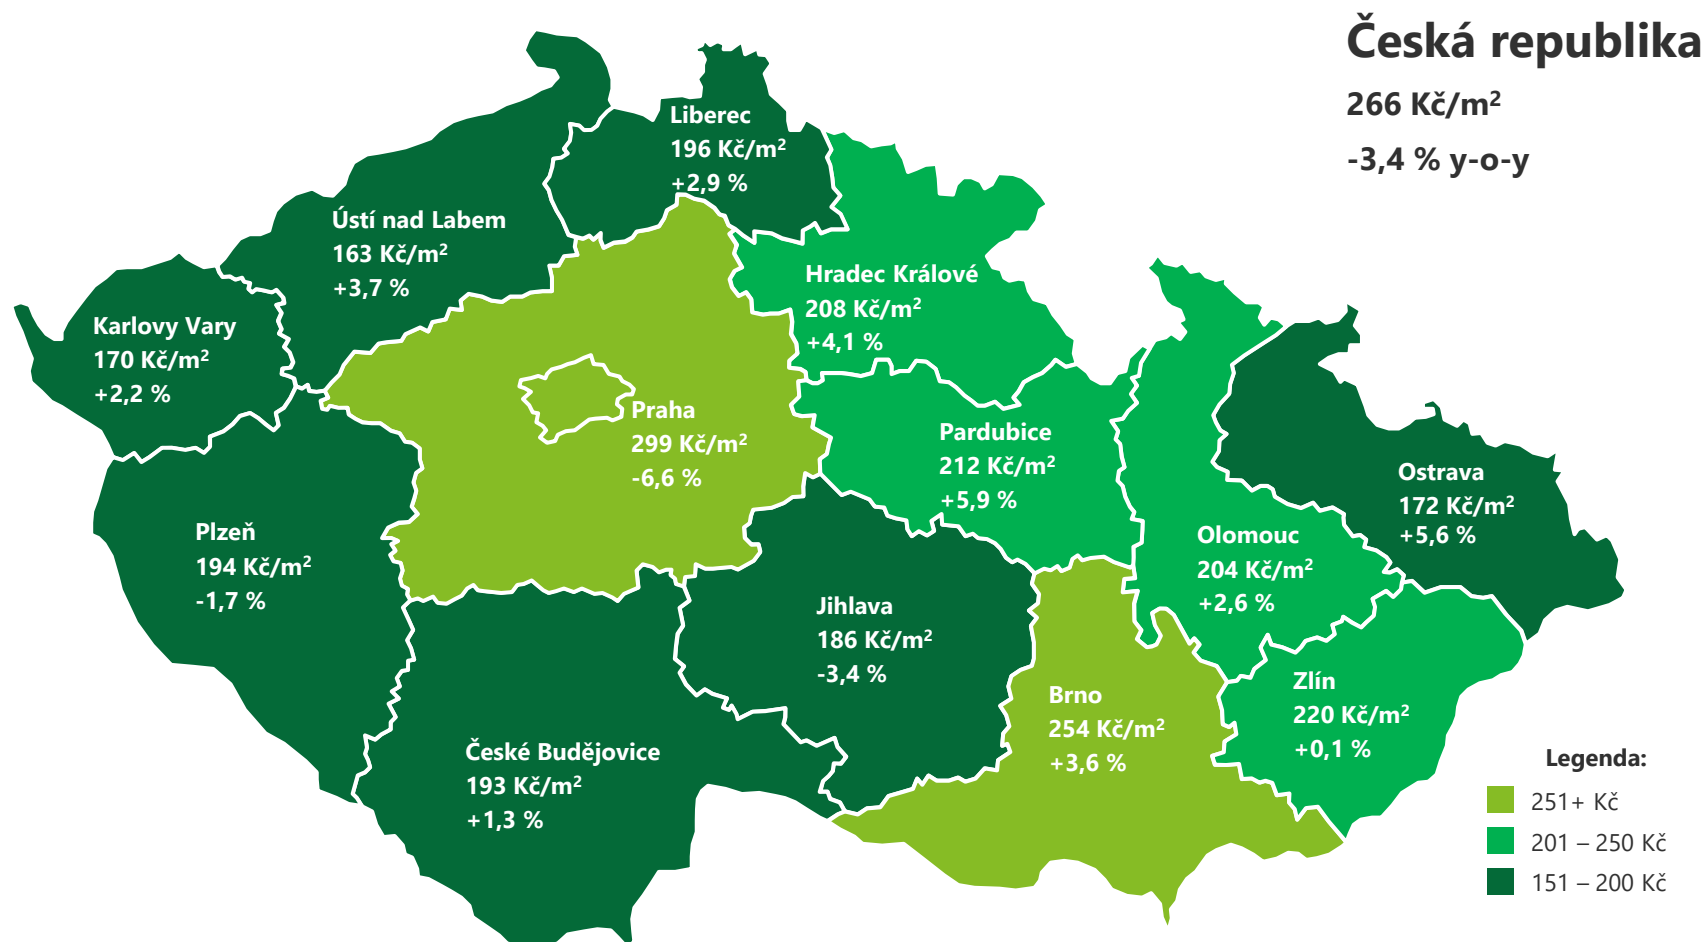 Česká republika
266 Kč/m²
-3,4 % y-o-y
Liberec
196 Kč/m²
+2,9 %
Ústí nad Labem
163 Kč/m²
+3,7 %
Hradec Králové
208 Kč/m²
+4,1 %
Karlovy Vary
170 Kč/m²
+2,2 %
Praha
299 Kč/m²
-6,6 %
Pardubice
212 Kč/m²
+5,9 %
Ostrava
172 Kč/m²
+5,6 %
Plzeň
194 Kč/m²
-1,7 %
Olomouc
204 Kč/m²
+2,6 %
Jihlava
186 Kč/m²
-3,4 %
Zlín
220 Kč/m²
+0,1 %
Brno
254 Kč/m²
+3,6 %
České Budějovice
193 Kč/m²
+1,3 %
Legenda:
251+ Kč
201 – 250 Kč
151 – 200 Kč